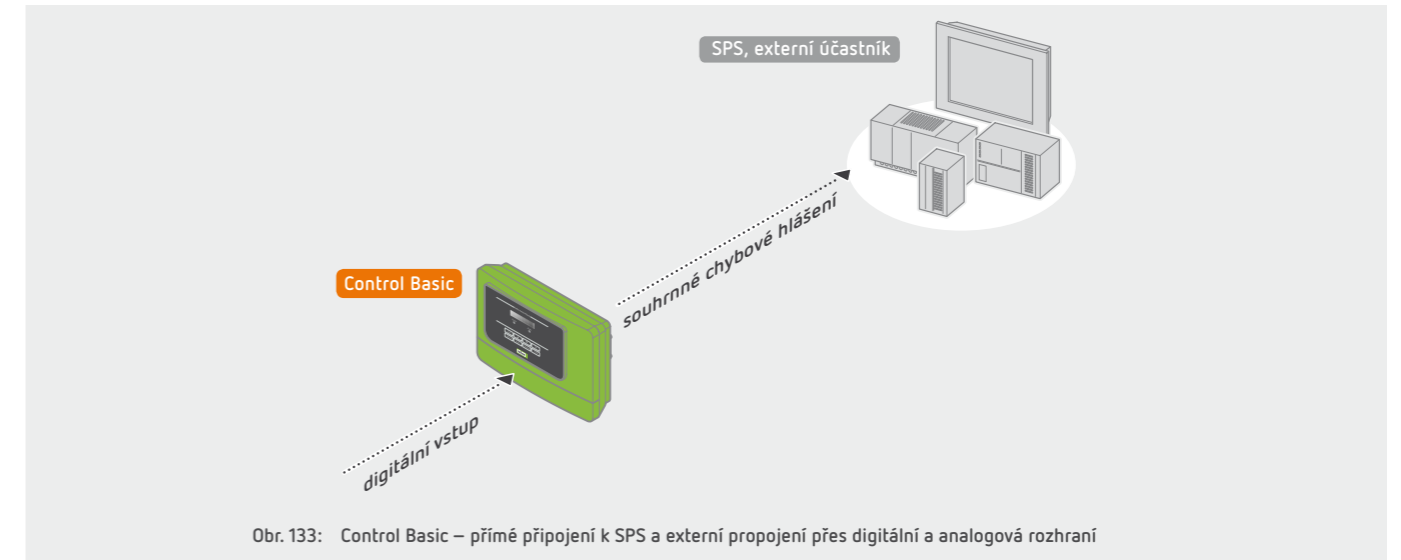 SPS, externí účastník
souhrnné chybové hlášení
Control Basic
digitální vstup
Obr. 133: Control Basic – přímé připojení k SPS a externí propojení přes digitální a analogová rozhraní